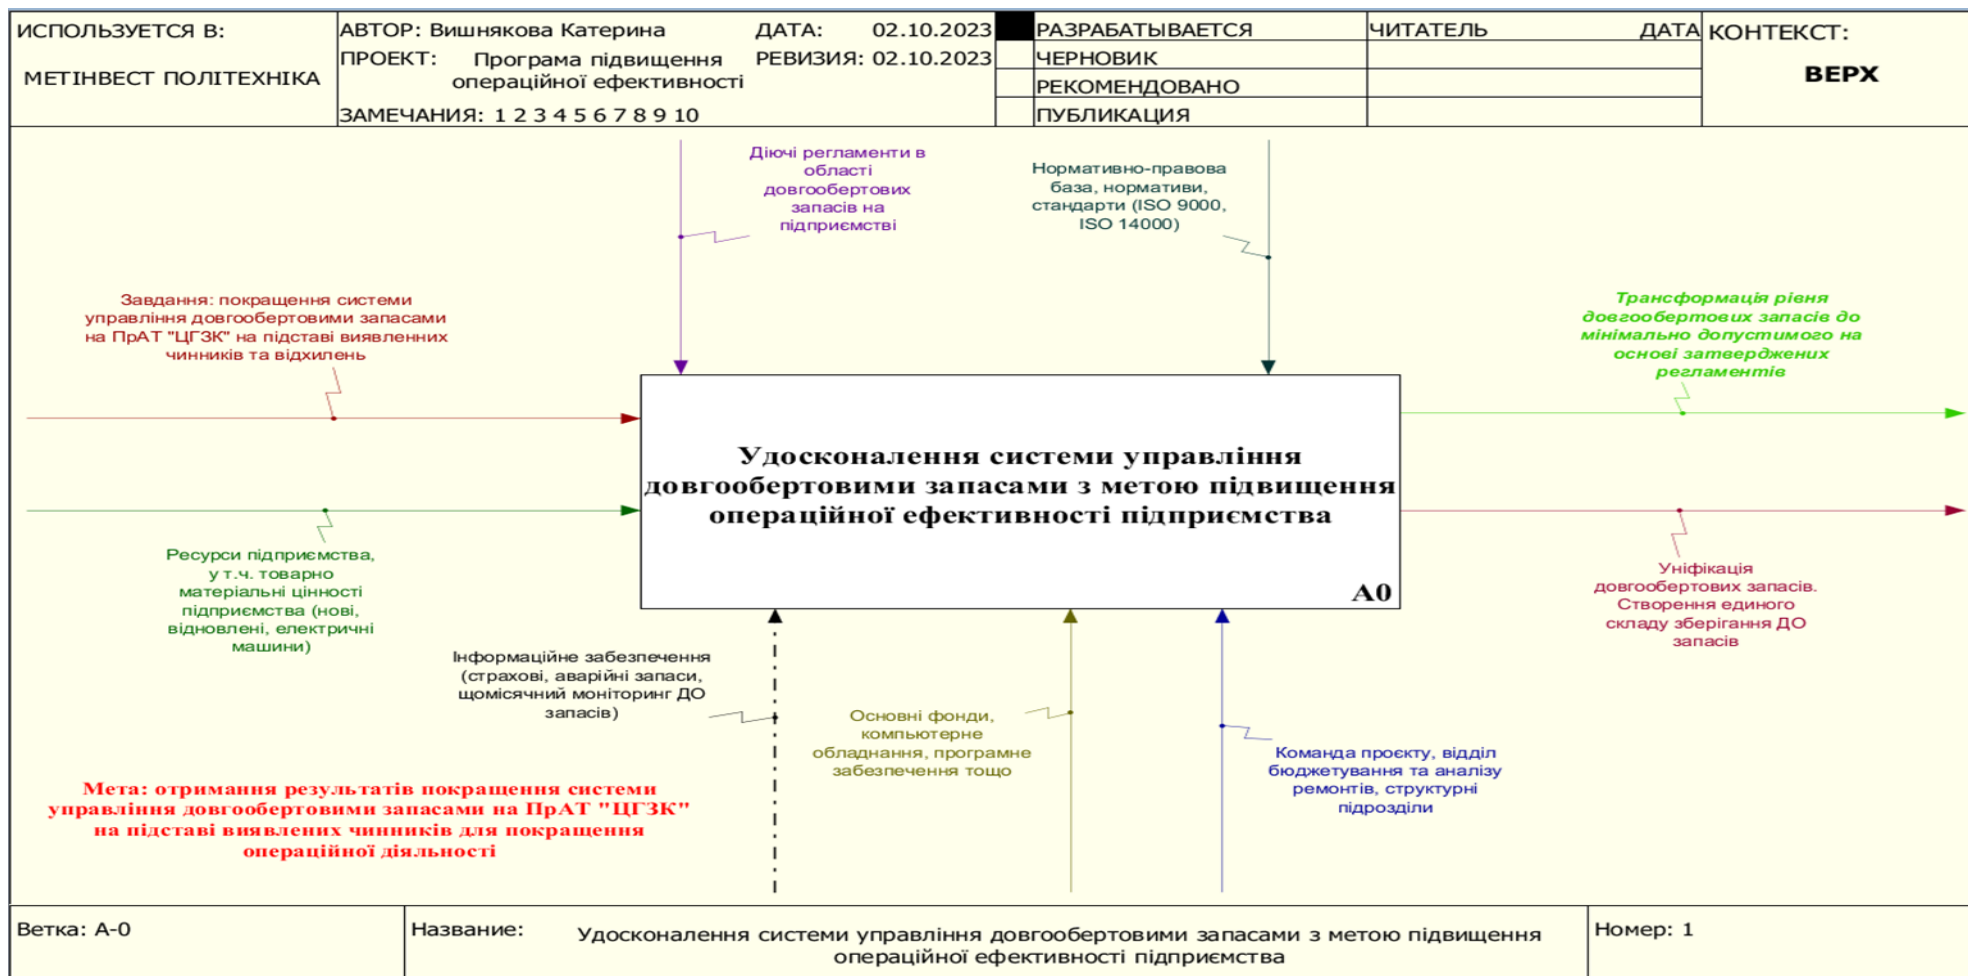 ИСПОЛЬЗУЕТСЯ В:
МЕТІНВЕСТ ПОЛІТЕХНІКА
АВТОР: Вишнякова Катерина
ДАТА: 02.10.2023
ПРОЕКТ: Програма підвищення
операційної ефективності
РЕВИЗИЯ: 02.10.2023
ЗАМЕЧАНИЯ: 1 2 3 4 5 6 7 8 9 10
РАЗРАБАТЫВАЕТСЯ
ЧЕРНОВИК
РЕКОМЕНДОВАНО
ПУБЛИКАЦИЯ
ЧИТАТЕЛЬ
ДАТА
КОНТЕКСТ:
ВЕРХ
Діючі регламенти в
області
довгообертових
запасів на
підприємстві
Нормативно-правова
база, нормативи,
стандарти (ISO 9000,
ISO 14000)
Завдання: покращення системи
управління довгообертовими запасами
на ПрАТ "ЦГЗК" на підставі виявленних
чинників та відхилень
Трансформація рівня
довгообертових запасів до
мінімально допустимого на
основі затверджених
регламентів
Удосконалення системи управління
довгообертовими запасами з метою підвищення
операційної ефективності підприємства
А0
Ресурси підприємства,
у т.ч. товарно
матеріальні цінності
підприємства (нові,
відновлені, електричні
машини)
Уніфікація
довгообертових запасів.
Створення единого
складу зберігання ДО
запасів
Інформаційне забезпечення
(страхові, аварійні запаси,
щомісячний моніторинг ДО
запасів)
Основні фонди,
компьютерне
обладнання, програмне
забезпечення тощо
Команда проєкту, відділ
бюджетування та аналізу
ремонтів, структурні
підрозділи
Мета: отримання результатів покращення системи
управління довгообертовими запасами на ПрАТ "ЦГЗК"
на підставі виявлених чинників для покращення
операційної діяльності
Ветка: А-0
Название: Удосконалення системи управління довгообертовими запасами з метою підвищення
операційної ефективності підприємства
Номер: 1